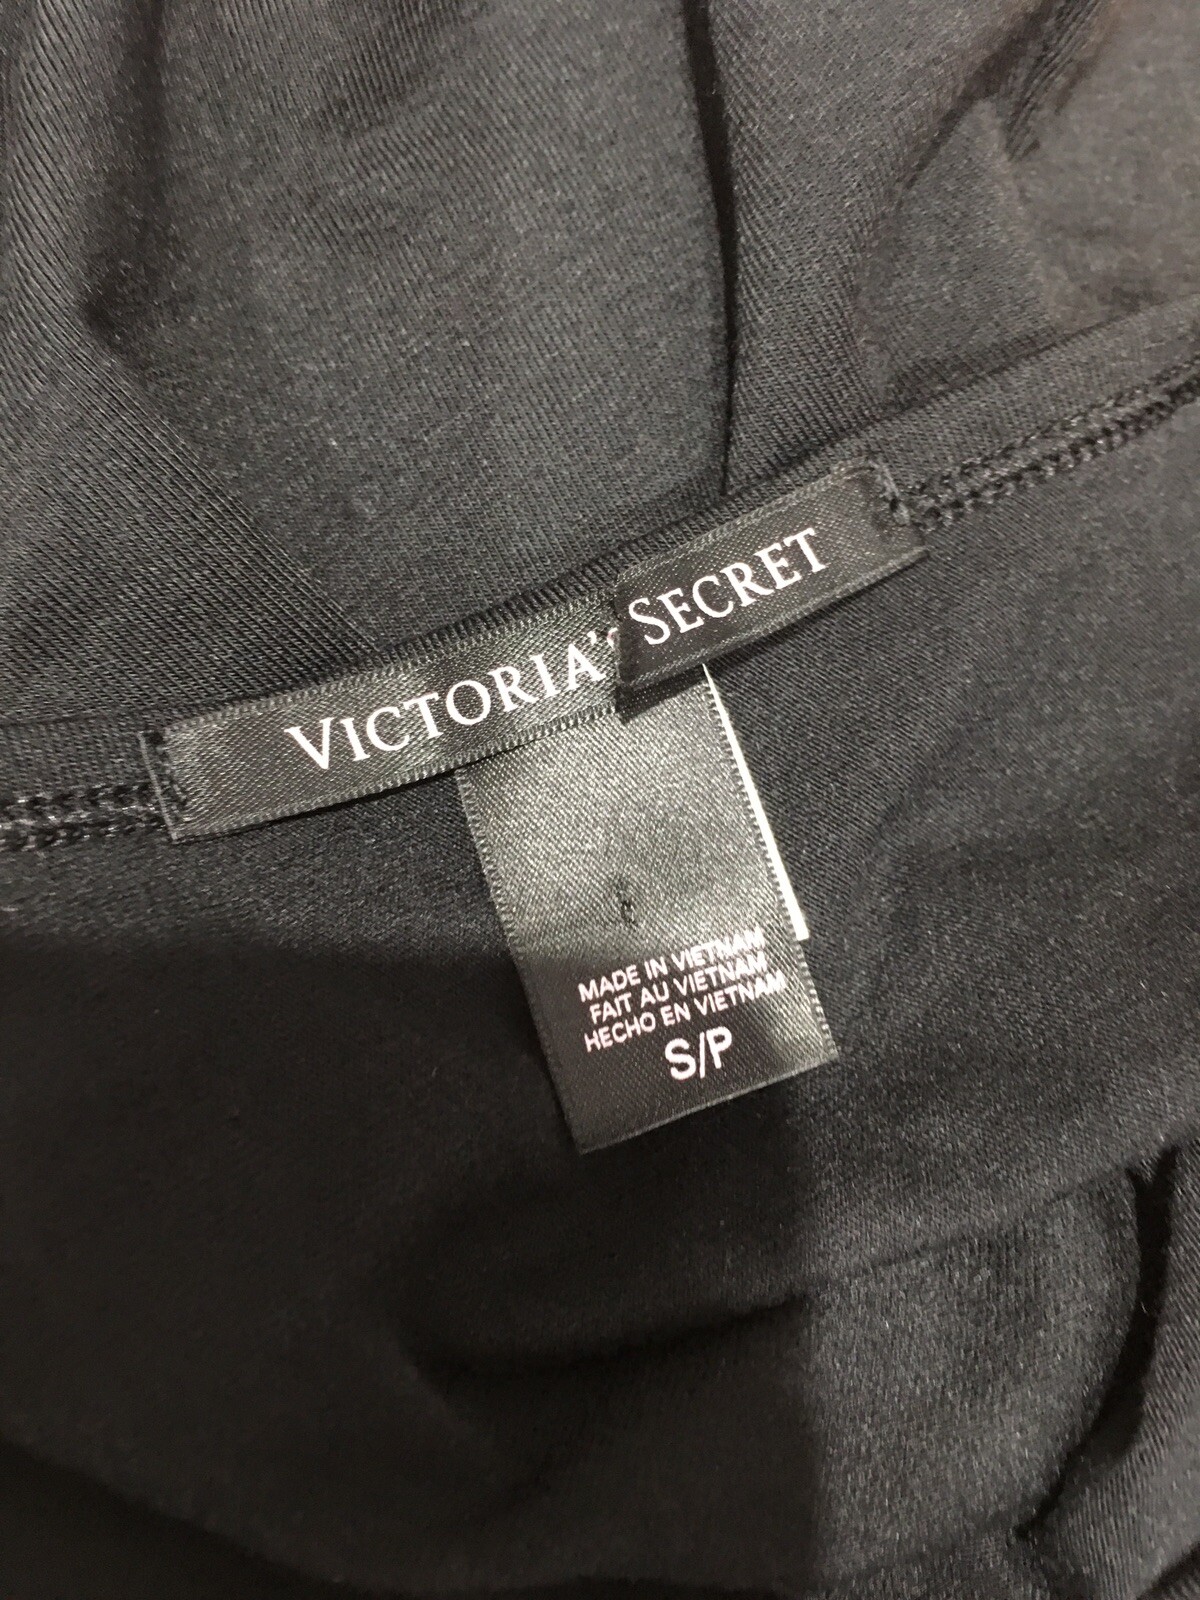 VICTORIA'S SECRET
MADE IN VIETNAM
FAIT AU VIETNAM
HECHO EN VIETNAM
S/P